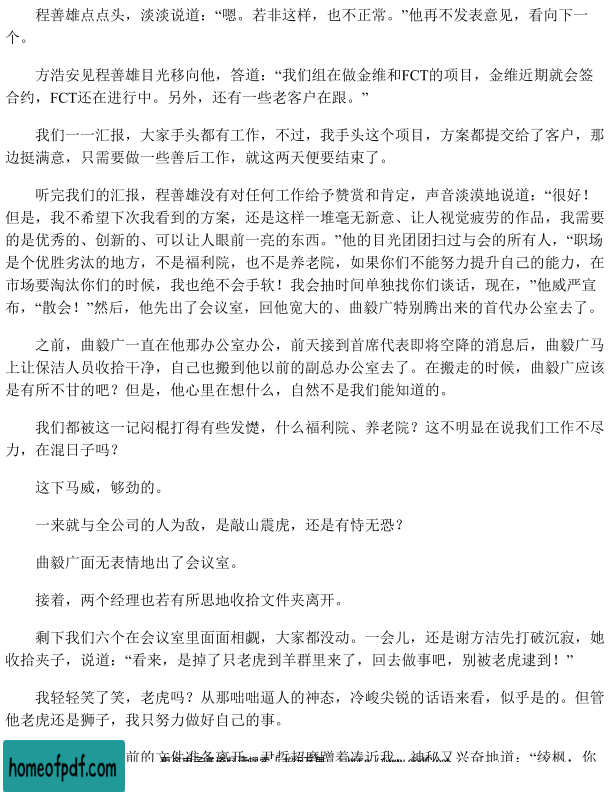 程善雄点点头，淡淡说道：“嗯。若非这样，也不正常。”他再不发表意见，看向下一
个。
方浩安见程善雄目光移向他，答道：“我们组在做金维和FCT的项目，金维近期就会签
合约，FCT还在进行中。另外，还有一些老客户在跟。”
我们一一汇报，大家手头都有工作，不过，我手头这个项目，方案都提交给了客户，那
边挺满意，只需要做一些善后工作，就这两天便要结束了。
听完我们的汇报，程善雄没有对任何工作给予赞赏和肯定，声音淡漠地说道：“很好！
但是，我不希望下次我看到的方案，还是这样一堆毫无新意、让人视觉疲劳的作品，我需要
的是优秀的、创新的、可以让人眼前一亮的东西。”他的目光团团扫过与会的所有人，“职场
是个优胜劣汰的地方，不是福利院，也不是养老院，如果你们不能努力提升自己的能力，在
市场要淘汰你们的时候，我也绝不会手软！我会抽时间单独找你们谈话，现在，”他威严宣
布，“散会！”然后，他先出了会议室，回他宽大的、曲毅广特别腾出来的首代办公室去了。
之前，曲毅广一直在他那办公室办公，前天接到首席代表即将空降的消息后，曲毅广马
上让保洁人员收拾干净，自己也搬到他以前的副总办公室去了。在搬走的时候，曲毅广应该
是有所不甘的吧？但是，他心里在想什么，自然不是我们能知道的。
我们都被这一记闷棍打得有些发憷，什么福利院、养老院？这不明显在说我们工作不尽
力，在混日子吗？
这下马威，够劲的。
一来就与全公司的人为敌，是敲山震虎，还是有恃无恐？
曲毅广面无表情地出了会议室。
接着，两个经理也若有所思地收拾文件夹离开。
剩下我们六个在会议室里面面相觑，大家都没动。一会儿，还是谢方洁先打破沉寂，她
收拾夹子，说道：“看来，是掉了只老虎到羊群里来了，回去做事吧，别被老虎逮到！”
我轻轻笑了笑，老虎吗？从那咄咄逼人的神态，冷峻尖锐的话语来看，似乎是的。但管
他老虎还是狮子，我只努力做好自己的事。
前的文件准备离开，尹哲韬磨蹭着凑近我，神秘又兴奋地道：“绫枫，你
homeofpdf.com